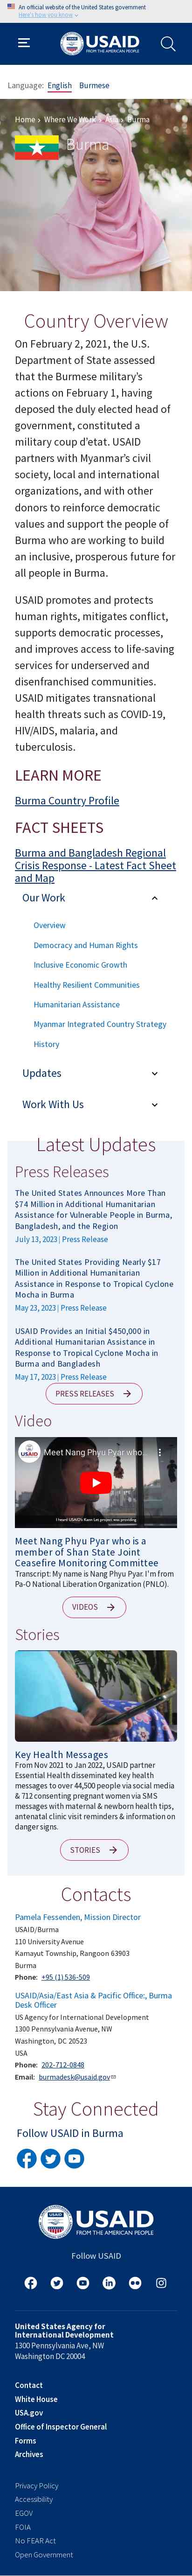 An official website of the United States government
Here's how you know
USAID
FROM THE AMERICAN PEOPLE
Language: English Burmese
Home › Where We Work › Asia › Burma
Burma
Country Overview
On February 2, 2021, the U.S.
Department of State assessed
that the Burmese military's
actions on February 1, having
deposed the duly elected head
of government, constituted a
military coup d'eat. USAID
partners with Myanmar's civil
society, local and international
organizations, and with other
donors to reinforce democratic
values and support the people of
Burma who are working to build
an inclusive, prosperous future for
all people in Burma.
USAID promotes and protects
human rights, mitigates conflict,
supports democratic processes,
and improves access to life-saving
services for underserved and
disenfranchised communities.
USAID mitigates transnational
health threats such as COVID-19,
HIV/AIDS, malaria, and
tuberculosis.
LEARN MORE
Burma Country Profile
FACT SHEETS
Burma and Bangladesh Regional
Crisis Response - Latest Fact Sheet
and Map
Our Work
Overview
Democracy and Human Rights
Inclusive Economic Growth
Healthy Resilient Communities
Humanitarian Assistance
Myanmar Integrated Country Strategy
History
Updates
Work With Us
Latest Updates
Press Releases
The United States Announces More Than
$74 Million in Additional Humanitarian
Assistance for Vulnerable People in Burma,
Bangladesh, and the Region
July 13, 2023 | Press Release
The United States Providing Nearly $17
Million in Additional Humanitarian
Assistance in Response to Tropical Cyclone
Mocha in Burma
May 23, 2023 | Press Release
USAID Provides an Initial $450,000 in
Additional Humanitarian Assistance in
Response to Tropical Cyclone Mocha in
Burma and Bangladesh
May 17, 2023 | Press Release
PRESS RELEASES
Video
Meet Nang Phyu Pyar who...
I heard USAID's Kann Let project was providing
Meet Nang Phyu Pyar who is a
member of Shan State Joint
Ceasefire Monitoring Committee
Transcript: My name is Nang Phyu Pyar. I'm from
Pa-O National Liberation Organization (PNLO).
VIDEOS
Stories
Key Health Messages
From Nov 2021 to Jan 2022, USAID partner
Essential Health disseminated key health
messages to over 44,500 people via social media
& 712 consenting pregnant women via SMS
messages with maternal & newborn health tips,
antenatal clinic visit reminders & information on
danger signs.
STORIES
Contacts
Pamela Fessenden, Mission Director
USAID/Burma
110 University Avenue
Kamayut Township, Rangoon 63903
Burma
Phone: +95 (1) 536-509
USAID/Asia/East Asia & Pacific Office:, Burma
Desk Officer
US Agency for International Development
1300 Pennsylvania Avenue, NW
Washington, DC 20523
USA
Phone: 202-712-0848
Email: burmadesk@usaid.gov
Stay Connected
Follow USAID in Burma
USAID
FROM THE AMERICAN PEOPLE
Follow USAID
United States Agency for
International Development
1300 Pennsylvania Ave, NW
Washington DC 20004
Contact
White House
USA.gov
Office of Inspector General
Forms
Archives
Privacy Policy
Accessibility
EGOV
FOIA
No FEAR Act
Open Government